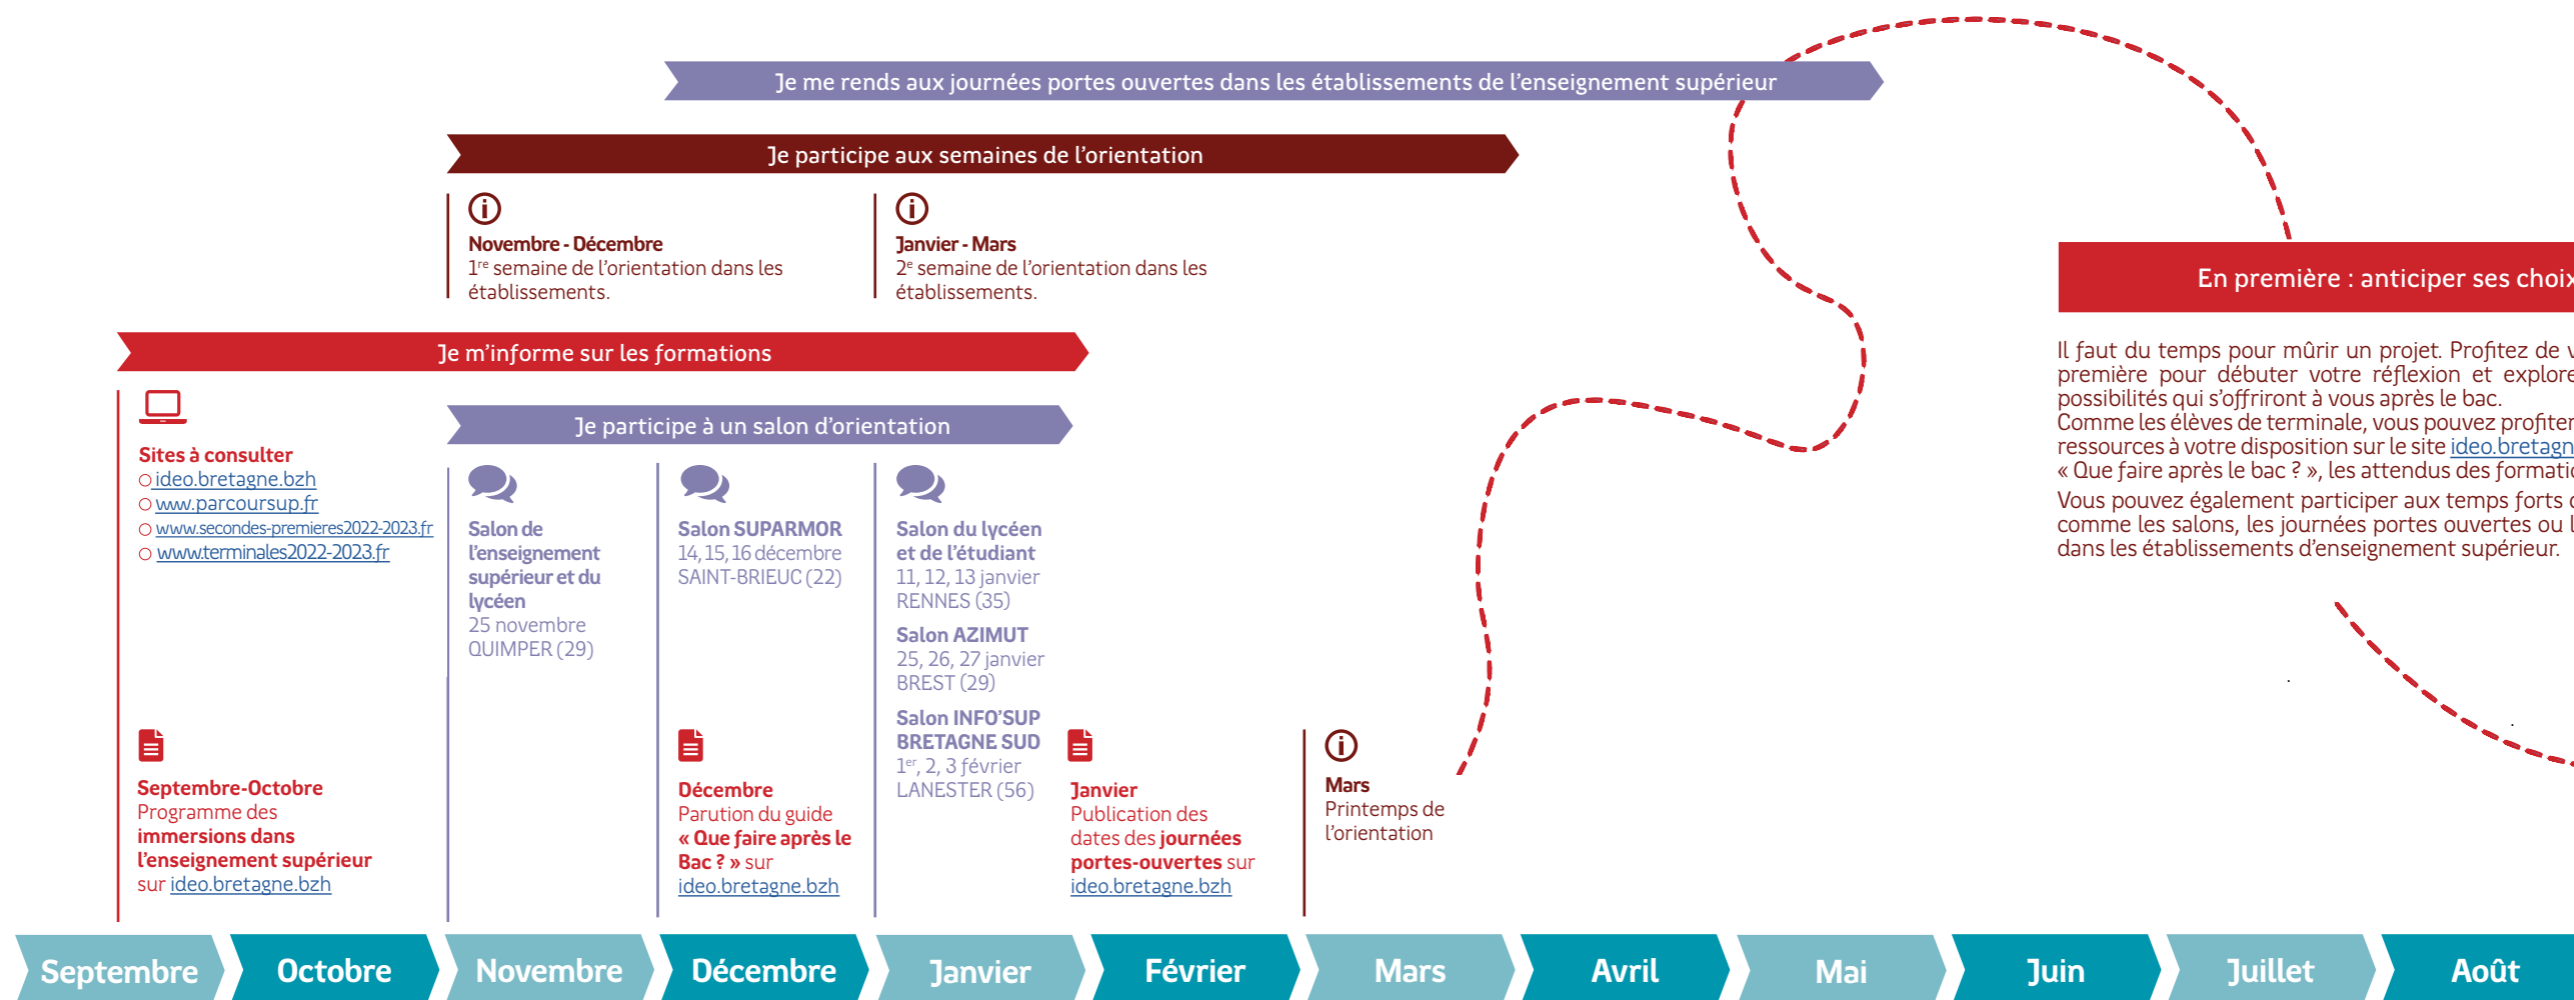 Je me rends aux journées portes ouvertes dans les établissements de l'enseignement supérieur
Je participe aux semaines de l'orientation
Novembre - Décembre
1re semaine de l'orientation dans les
établissements.
Janvier - Mars
2e semaine de l'orientation dans les
établissements.
En première : anticiper ses choix
Il faut du temps pour mûrir un projet. Profitez de
première pour débuter votre réflexion et explore
possibilités qui s'offriront à vous après le bac.
Comme les élèves de terminale, vous pouvez profiter
ressources à votre disposition sur le site ideo.bretagn
« Que faire après le bac ? », les attendus des formatio
Vous pouvez également participer aux temps forts
comme les salons, les journées portes ouvertes ou
dans les établissements d'enseignement supérieur.
Je m'informe sur les formations
Sites à consulter
ideo.bretagne.bzh
www.parcoursup.fr
www.secondes-premieres2022-2023.fr
www.terminales2022-2023.fr
Je participe à un salon d'orientation
Salon de
l'enseignement
supérieur et du
lycéen
25 novembre
QUIMPER (29)
Salon SUPARMOR
14, 15, 16 décembre
SAINT-BRIEUC (22)
Salon du lycéen
et de l'étudiant
11, 12, 13 janvier
RENNES (35)
Salon AZIMUT
25, 26, 27 janvier
BREST (29)
Salon INFO'SUP
BRETAGNE SUD
1er, 2, 3 février
LANESTER (56)
Septembre-Octobre
Programme des
immersions dans
l'enseignement supérieur
sur ideo.bretagne.bzh
Décembre
Parution du guide
« Que faire après le
Bac ? » sur
ideo.bretagne.bzh
Janvier
Publication des
dates des journées
portes-ouvertes sur
ideo.bretagne.bzh
Mars
Printemps de
l'orientation
Septembre
Octobre
Novembre
Décembre
Janvier
Février
Mars
Avril
Mai
Juin
Juillet
Août